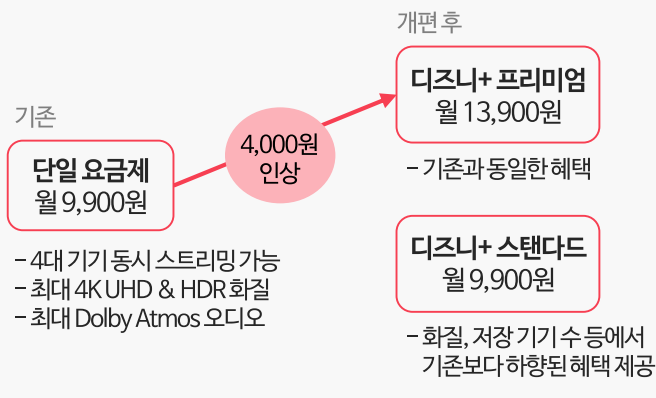 기존
단일 요금제
월 9,900원
– 4대 기기 동시 스트리밍 가능
– 최대 4K UHD & HDR 화질
– 최대 Dolby Atmos 오디오
4,000원
인상
개편 후
디즈니+ 프리미엄
월 13,900원
– 기존과 동일한 혜택
디즈니+ 스탠다드
월 9,900원
– 화질, 저장 기기 수 등에서
기존보다 하향된 혜택 제공